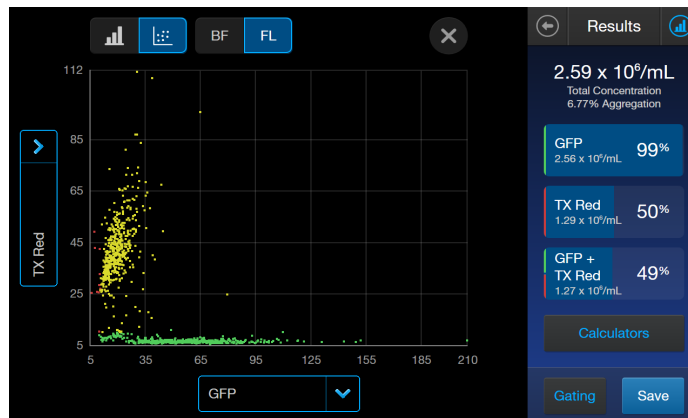 BF
FL
Results
112
85
65
45
25
5
5
35
65
95
125
155
185
210
TX Red
GFP
2.59 x 10⁶/mL
Total Concentration
6.77% Aggregation
GFP
2.56 x 10⁶/mL
99%
TX Red
1.29 x 10⁶/mL
50%
GFP +
TX Red
1.27 x 10⁶/mL
49%
Calculators
Gating
Save